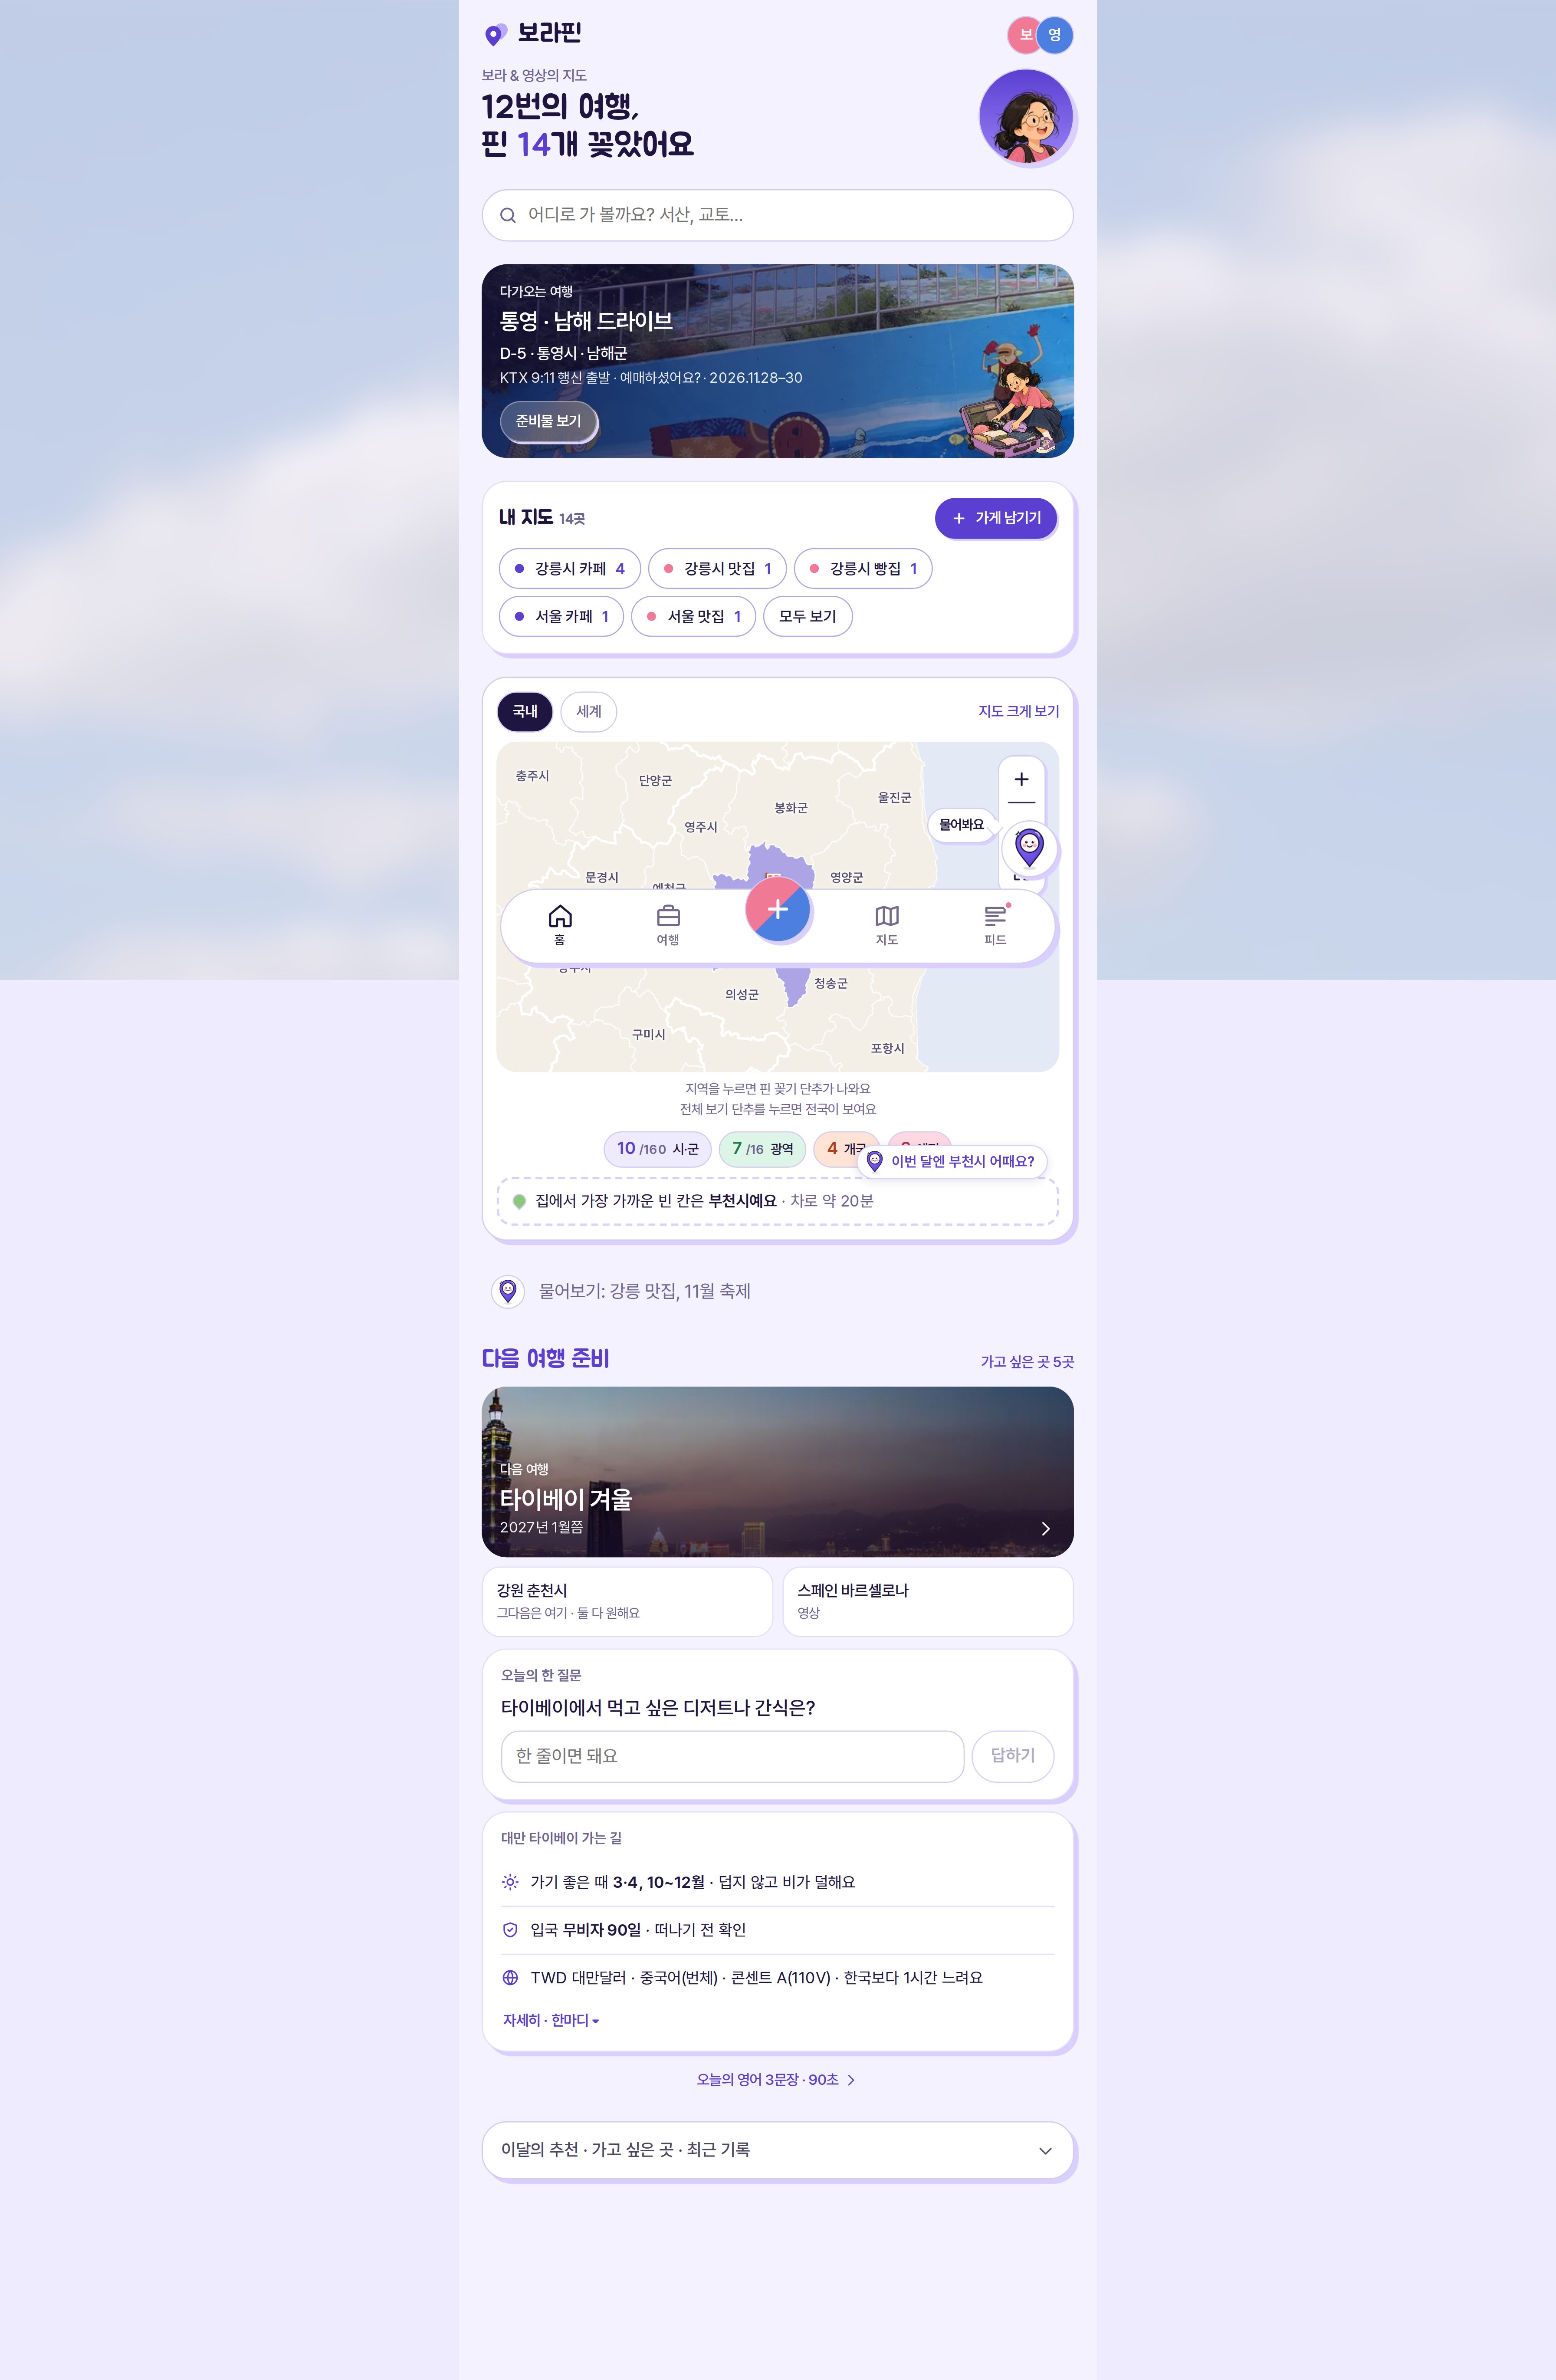 보라핀
보 영
보라 & 영상의 지도
12번의 여행,
핀 14개 꽂았어요
어디로 가 볼까요? 서산, 교토...
다가오는 여행
통영 · 남해 드라이브
D-5 · 통영시 · 남해군
KTX 9:11 행신 출발 · 예매하셨어요? · 2026.11.28–30
준비물 보기
내 지도 14곳
+ 가게 남기기
강릉시 카페 4
강릉시 맛집 1
강릉시 빵집 1
서울 카페 1
서울 맛집 1
모두 보기
국내
세계
지도 크게 보기
충주시
단양군
봉화군
울진군
영주시
물어봐요
문경시
영양군
홈
여행
지도
피드
의성군
청송군
구미시
포항시
지역을 누르면 핀 꽂기 단추가 나와요
전체 보기 단추를 누르면 전국이 보여요
10 /160 시·군
7 /16 광역
4 개국
이번 달엔 부천시 어때요?
집에서 가장 가까운 빈 칸은 부천시예요 · 차로 약 20분
물어보기: 강릉 맛집, 11월 축제
다음 여행 준비
가고 싶은 곳 5곳
다음 여행
타이베이 겨울
2027년 1월쯤
강원 춘천시
그다음은 여기 · 둘 다 원해요
스페인 바르셀로나
영상
오늘의 한 질문
타이베이에서 먹고 싶은 디저트나 간식은?
한 줄이면 돼요
답하기
대만 타이베이 가는 길
가기 좋은 때 3·4, 10~12월 · 덥지 않고 비가 덜해요
입국 무비자 90일 · 떠나기 전 확인
TWD 대만달러 · 중국어(번체) · 콘센트 A(110V) · 한국보다 1시간 느려요
자세히 · 한마디
오늘의 영어 3문장 · 90초
이달의 추천 · 가고 싶은 곳 · 최근 기록